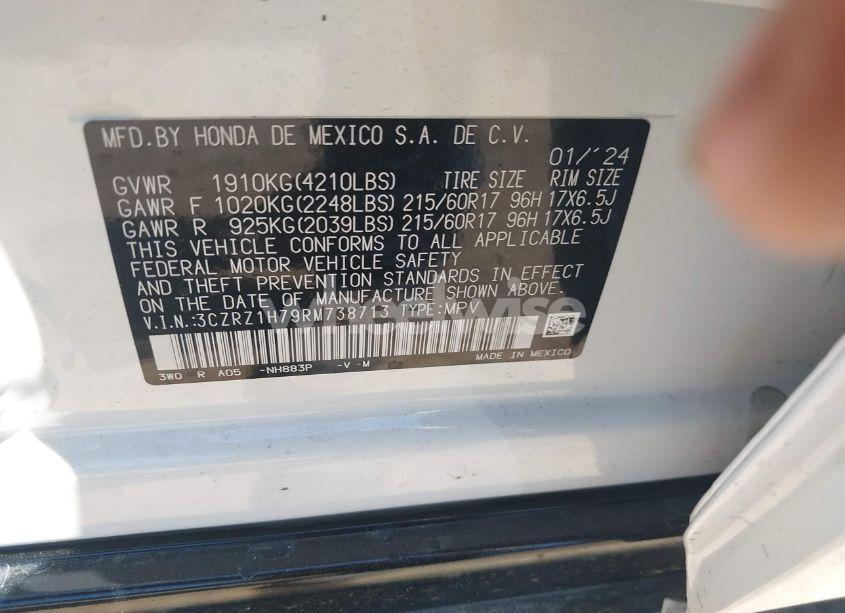 MFD.BY HONDA DE MEXICO S.A. DE C.V.
01/'24
GVWR 1910KG(4210LBS) TIRE SIZE RIM SIZE
GAWR F 1020KG(2248LBS) 215/60R17 96H 17X6.5J
GAWR R 925KG(2039LBS) 215/60R17 96H 17X6.5J
THIS VEHICLE CONFORMS TO ALL APPLICABLE
FEDERAL MOTOR VEHICLE SAFETY
AND THEFT PREVENTION STANDARDS IN EFFECT
ON THE DATE OF MANUFACTURE SHOWN ABOVE.
V.I.N.:3CZRZ1H79RM738713 TYPE:MPV
wheelwise
3W0 R A05 -NH883P -V-M MADE IN MEXICO